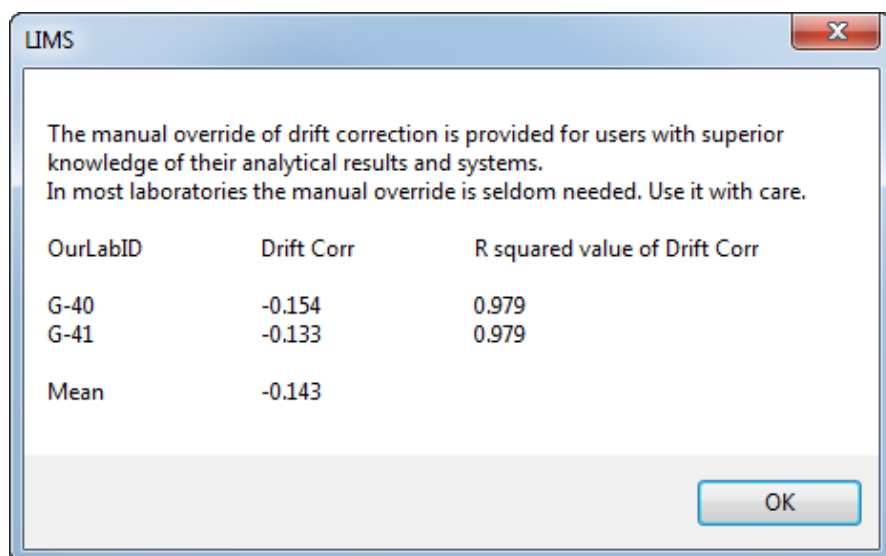 LIMS
The manual override of drift correction is provided for users with superior
knowledge of their analytical results and systems.
In most laboratories the manual override is seldom needed. Use it with care.
OurLabID Drift Corr R squared value of Drift Corr
G-40 -0.154 0.979
G-41 -0.133 0.979
Mean -0.143
OK